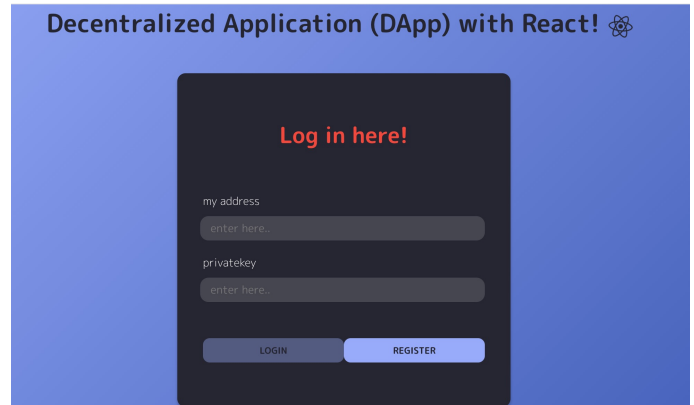 Decentralized Application (DApp) with React!
Log in here!
my address
enter here..
privatekey
enter here..
LOGIN REGISTER